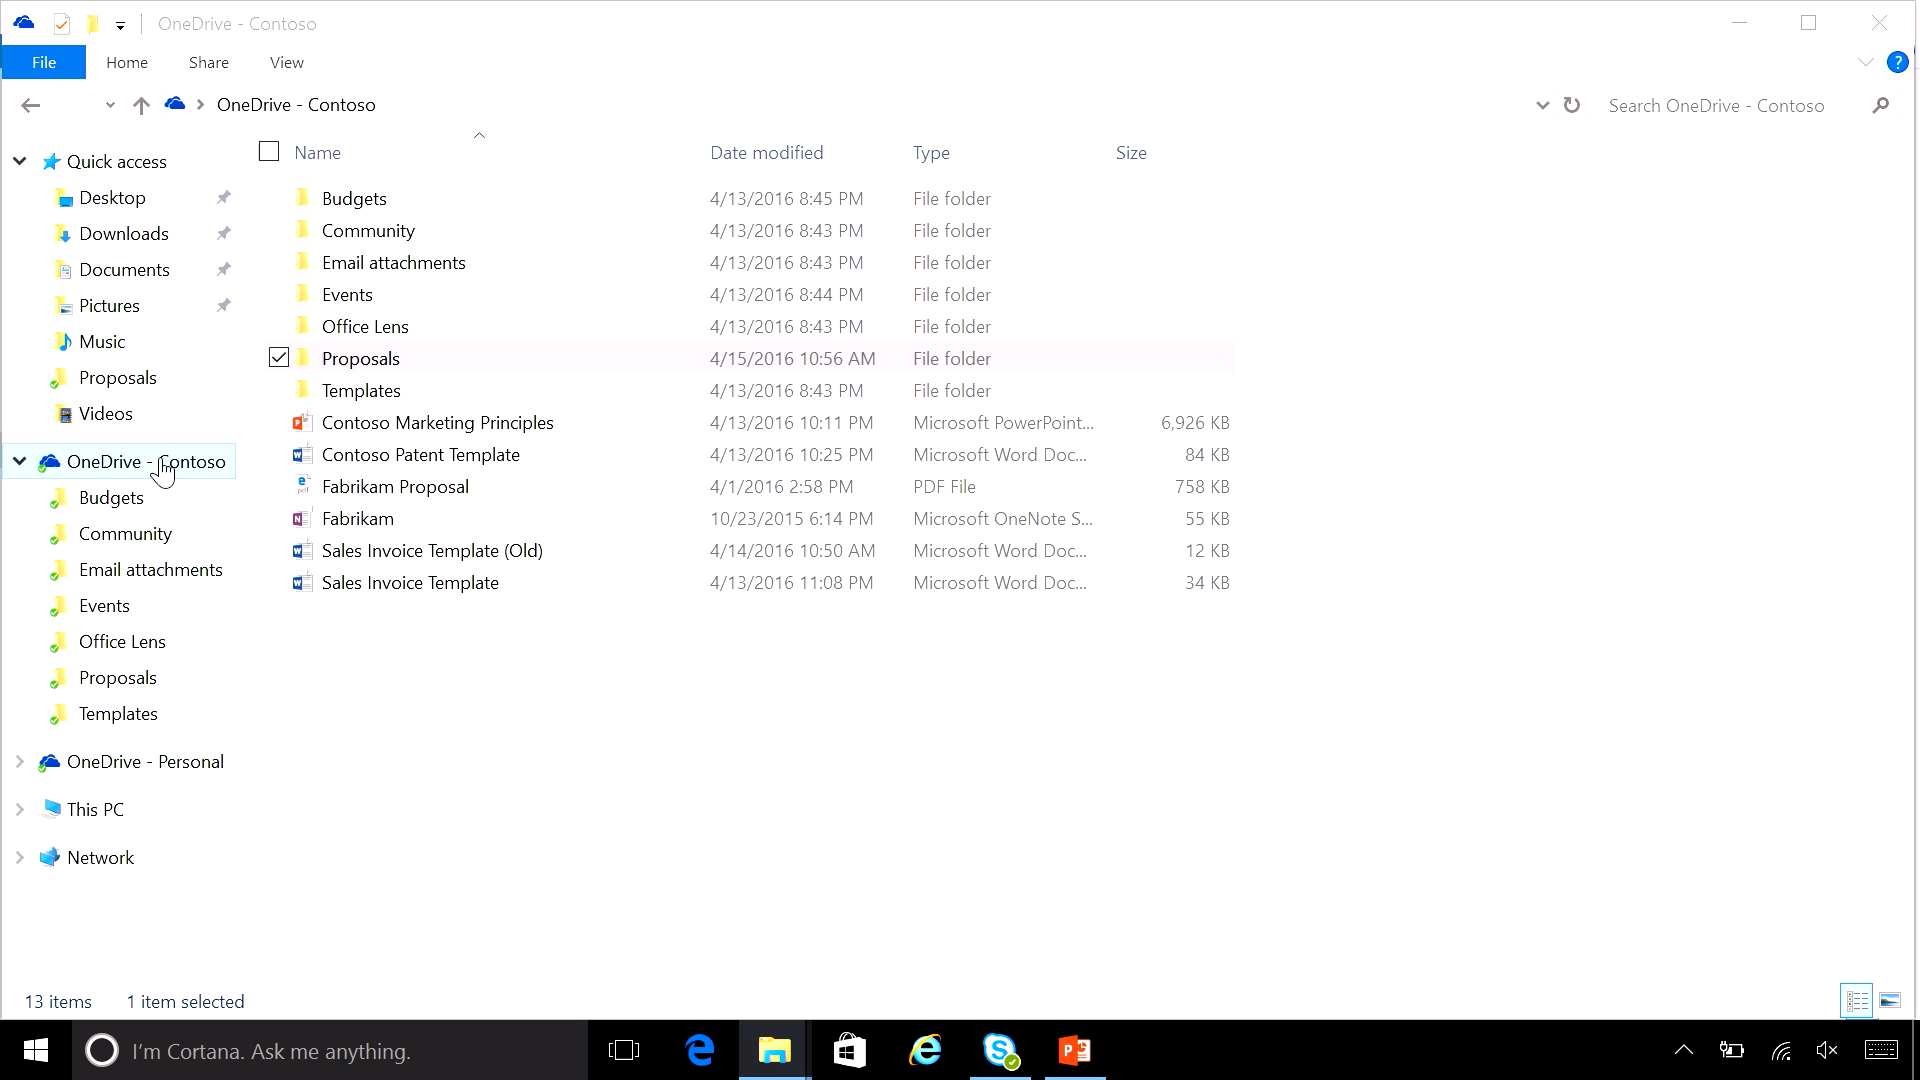 OneDrive - Contoso
File Home Share View
OneDrive - Contoso
Search OneDrive - Contoso
Quick access
Desktop
Downloads
Documents
Pictures
Music
Proposals
Videos
OneDrive - Contoso
Budgets
Community
Email attachments
Events
Office Lens
Proposals
Templates
OneDrive - Personal
This PC
Network
Name Date modified Type Size
Budgets 4/13/2016 8:45 PM File folder
Community 4/13/2016 8:43 PM File folder
Email attachments 4/13/2016 8:43 PM File folder
Events 4/13/2016 8:44 PM File folder
Office Lens 4/13/2016 8:43 PM File folder
Proposals 4/15/2016 10:56 AM File folder
Templates 4/13/2016 8:43 PM File folder
Contoso Marketing Principles 4/13/2016 10:11 PM Microsoft PowerPoint... 6,926 KB
Contoso Patent Template 4/13/2016 10:25 PM Microsoft Word Doc... 84 KB
Fabrikam Proposal 4/1/2016 2:58 PM PDF File 758 KB
Fabrikam 10/23/2015 6:14 PM Microsoft OneNote S... 55 KB
Sales Invoice Template (Old) 4/14/2016 10:50 AM Microsoft Word Doc... 12 KB
Sales Invoice Template 4/13/2016 11:08 PM Microsoft Word Doc... 34 KB
13 items 1 item selected
I'm Cortana. Ask me anything.